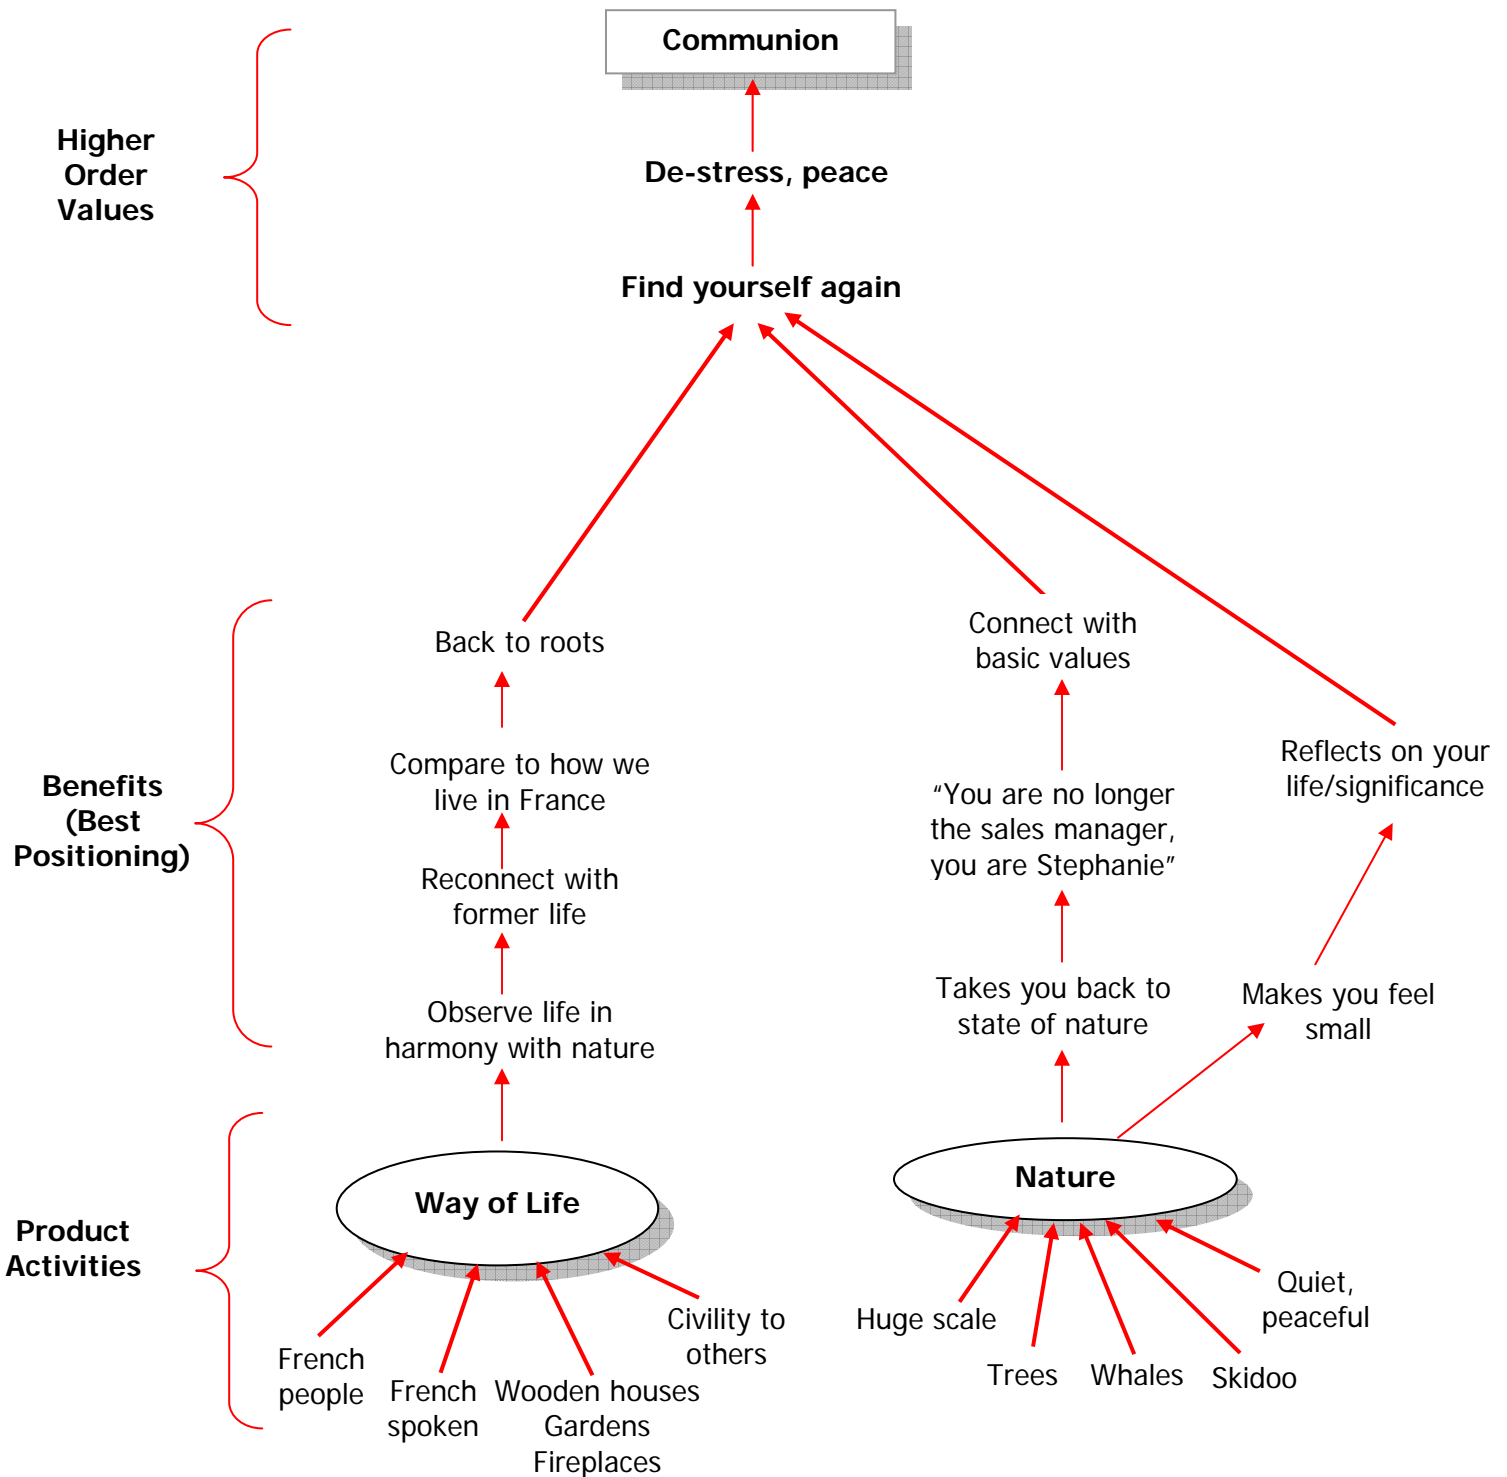 Communion
Higher
Order
Values
De-stress, peace
Find yourself again
Benefits
(Best
Positioning)
Back to roots
Compare to how we
live in France
Reconnect with
former life
Observe life in
harmony with nature
Connect with
basic values
"You are no longer
the sales manager,
you are Stephanie"
Takes you back to
state of nature
Reflects on your
life/significance
Makes you feel
small
Product
Activities
Way of Life
French
people
French
spoken
Wooden houses
Gardens
Fireplaces
Civility to
others
Nature
Huge scale
Trees
Whales
Skidoo
Quiet,
peaceful